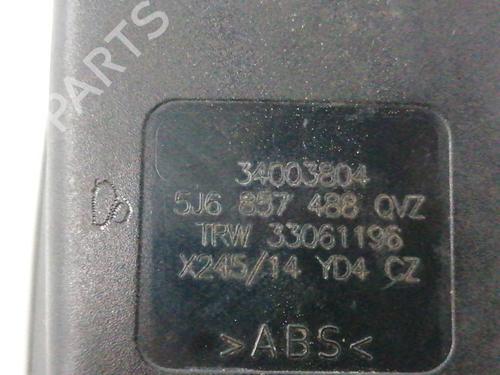 PARTS
34003804
5J6 857 488 QVZ
TRW 33061196
X245/14 YD4 CZ
>ABS<